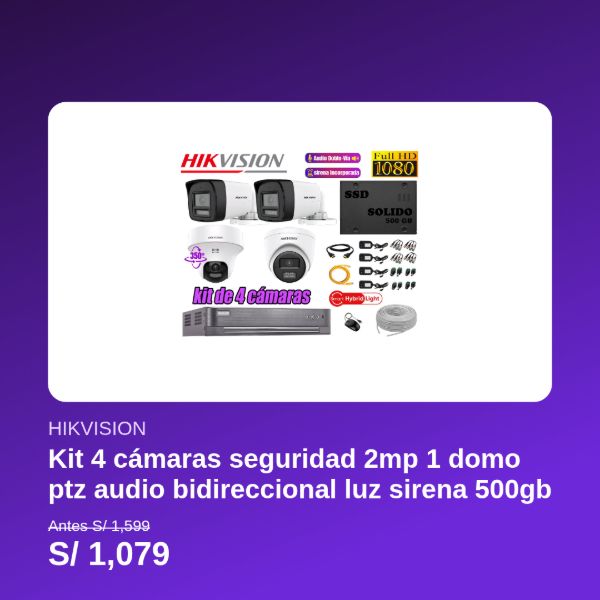 HIKVISION
Audio Doble-Vía
sirena incorporada
Full HD
1080
SSD
SOLIDO
500 GB
HIKVISION
350º
kit de 4 cámaras
Hybrid Light
HIKVISION
Kit 4 cámaras seguridad 2mp 1 domo
ptz audio bidireccional luz sirena 500gb
Antes S/ 1,599
S/ 1,079